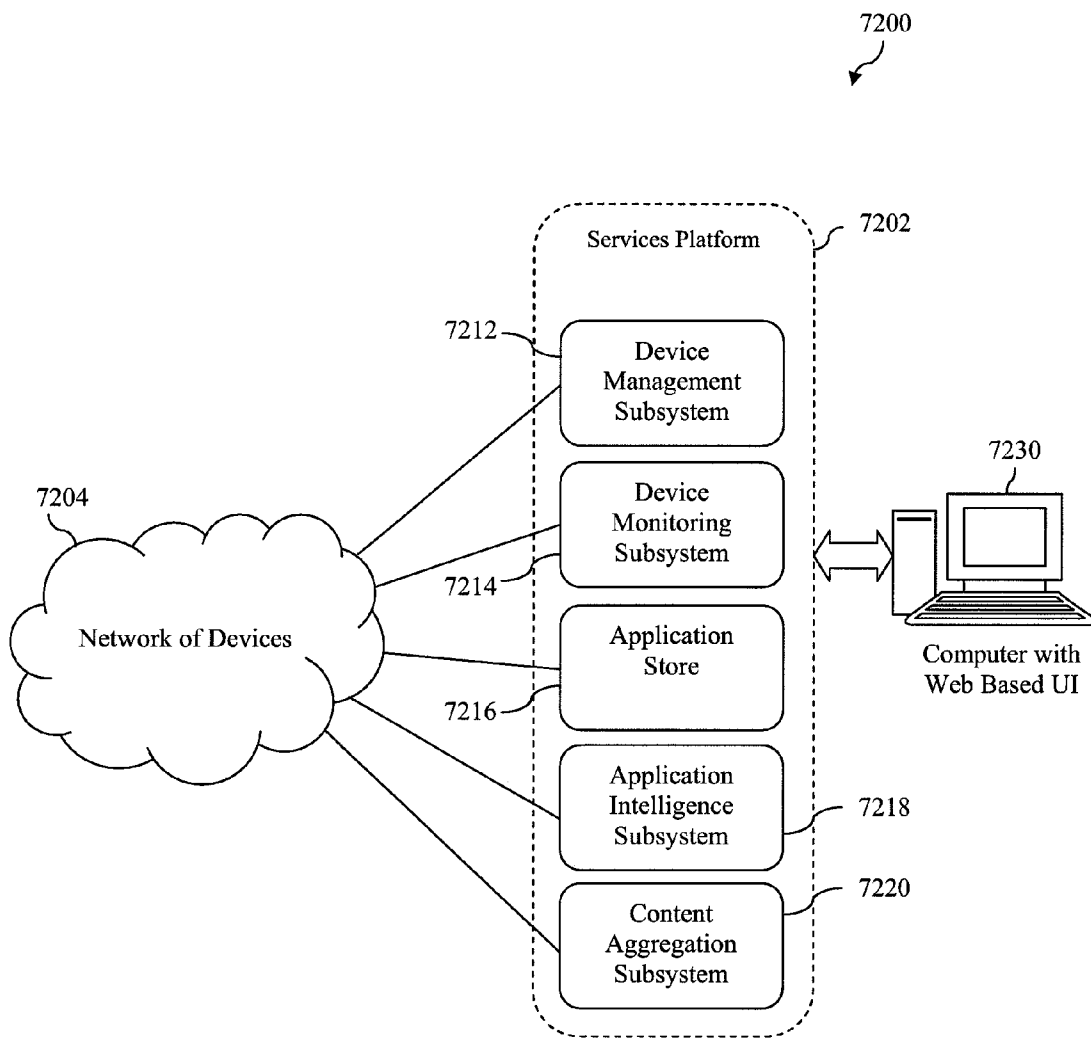 7200
7202
Services Platform
7212
Device
Management
Subsystem
7230
7204
Device
Monitoring
Subsystem
7214
Network of Devices
Application
Store
7216
Computer with
Web Based UI
Application
Intelligence
Subsystem
7218
7220
Content
Aggregation
Subsystem